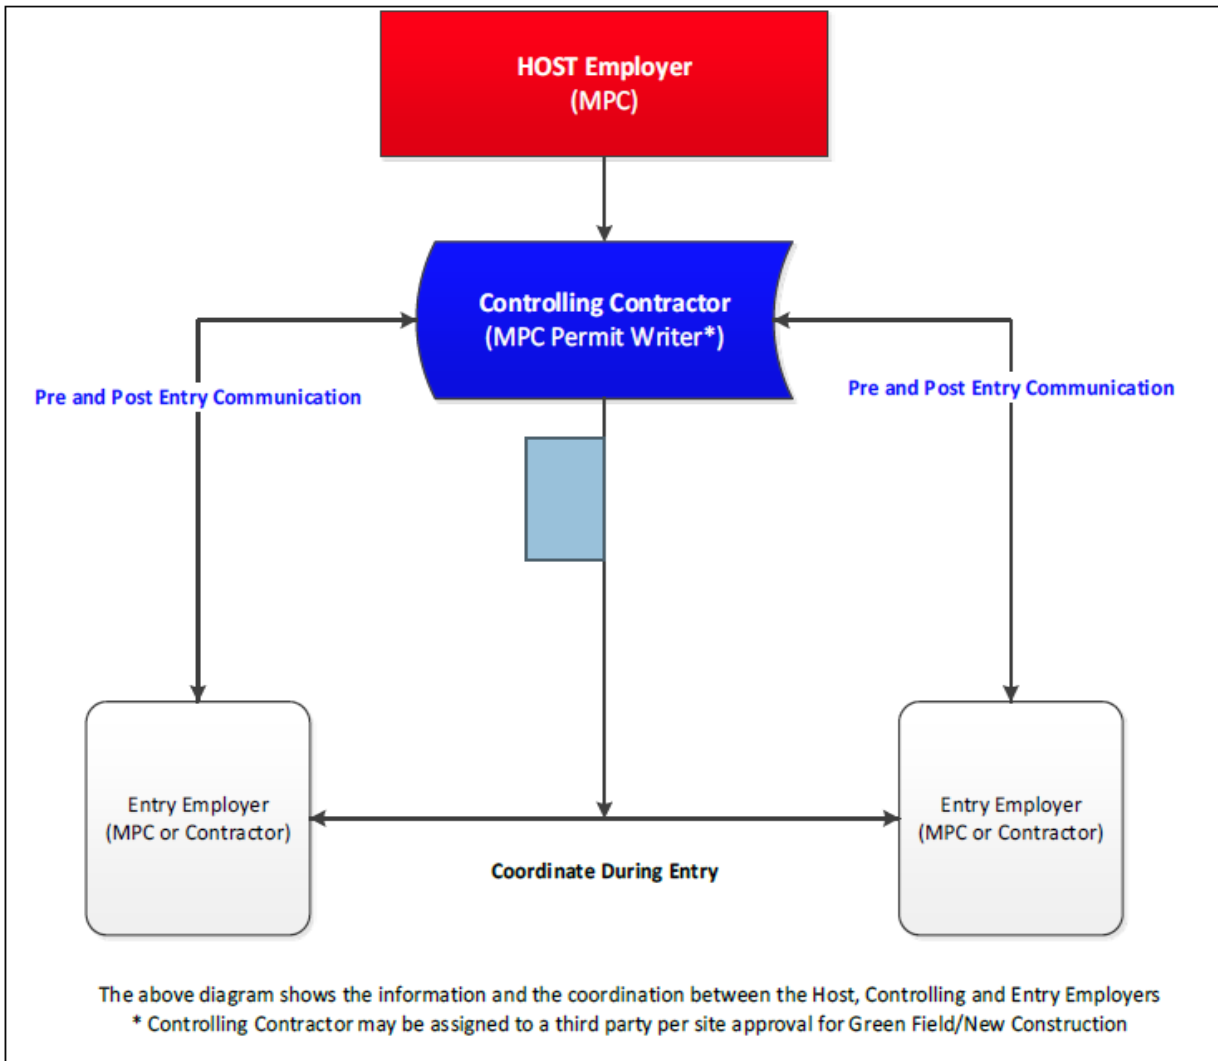 HOST Employer
(MPC)
Controlling Contractor
(MPC Permit Writer*)
Pre and Post Entry Communication
Pre and Post Entry Communication
Entry Employer
(MPC or Contractor)
Entry Employer
(MPC or Contractor)
Coordinate During Entry
The above diagram shows the information and the coordination between the Host, Controlling and Entry Employers
* Controlling Contractor may be assigned to a third party per site approval for Green Field/New Construction